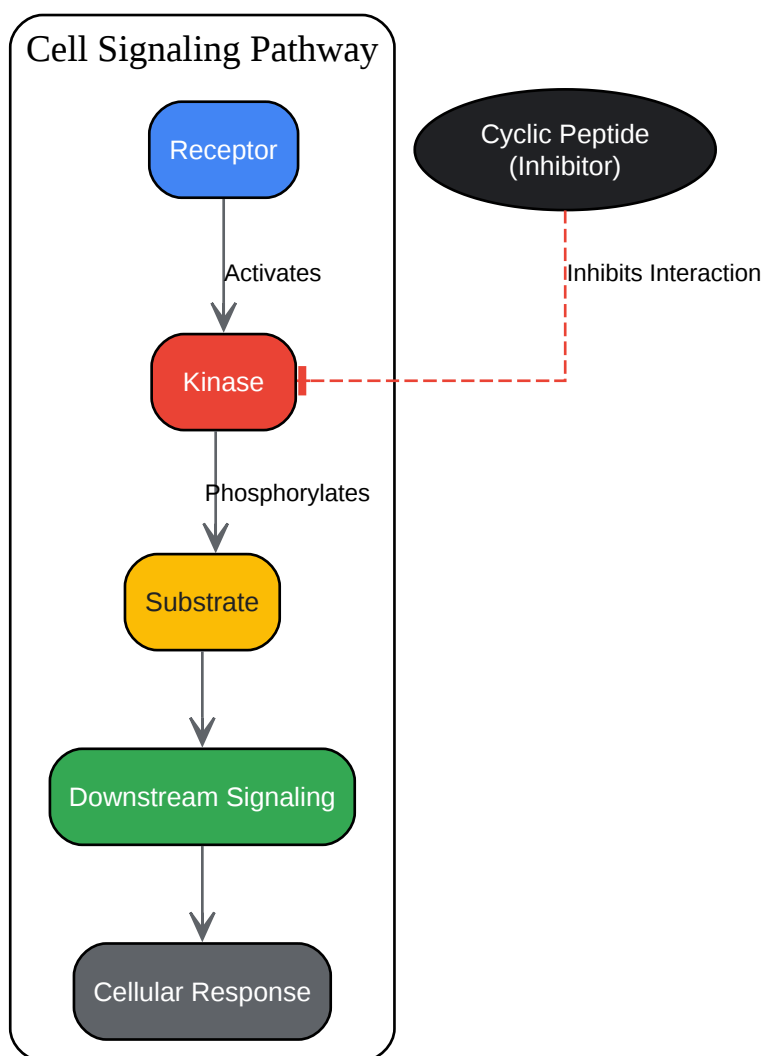 Cell Signaling Pathway
Receptor
Cyclic Peptide
(Inhibitor)
Activates
Inhibits Interaction
Kinase
Phosphorylates
Substrate
Downstream Signaling
Cellular Response